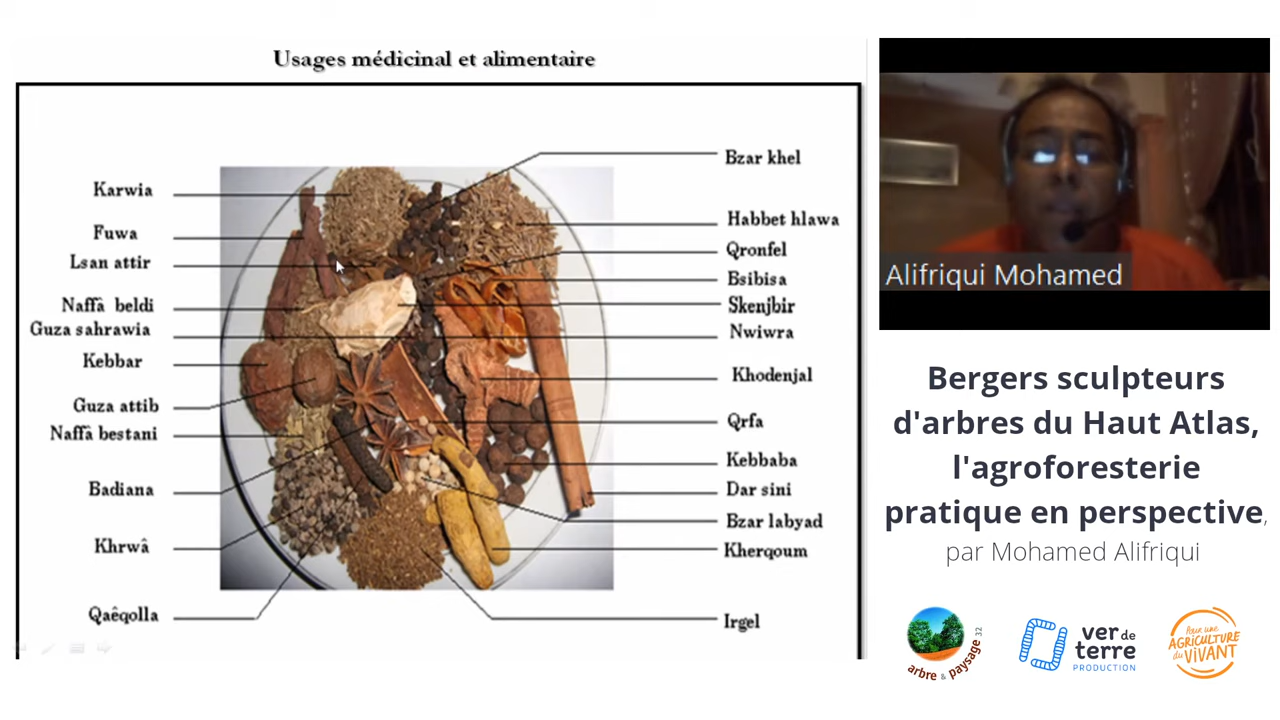 Usages médicinal et alimentaire
Karwia
Fuwa
Lsan attir
Naffâ beldi
Guza sahrawia
Kebbar
Guza attib
Naffâ bestani
Badiana
Khrwâ
Qaêqolla
Bzar khel
Habbet hlawa
Qronfel
Bsibisa
Skenjbir
Nwiwra
Khodenjal
Qrfa
Kebbaba
Dar sini
Bzar labyad
Kherqoum
Irgel
Alifriqui Mohamed
Bergers sculpteurs
d'arbres du Haut Atlas,
l'agroforesterie
pratique en perspective,
par Mohamed Alifriqui
arbre & paysage 32
ver de
terre
PRODUCTION
Pour une
AGRICULTURE
du VIVANT